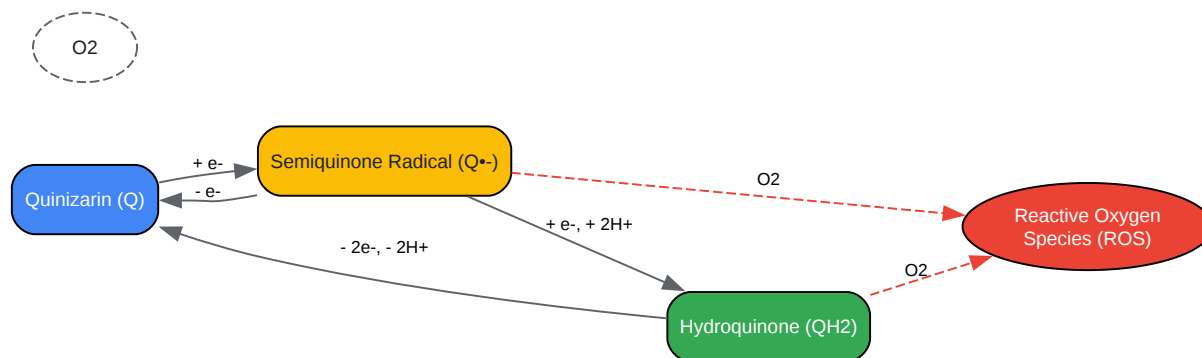 O2
+ e-
Semiquinone Radical (Q•-)
Quinizarin (Q)
- e-
O2
Reactive Oxygen
Species (ROS)
+ e-, + 2H+
- 2e-, - 2H+
O2
Hydroquinone (QH2)